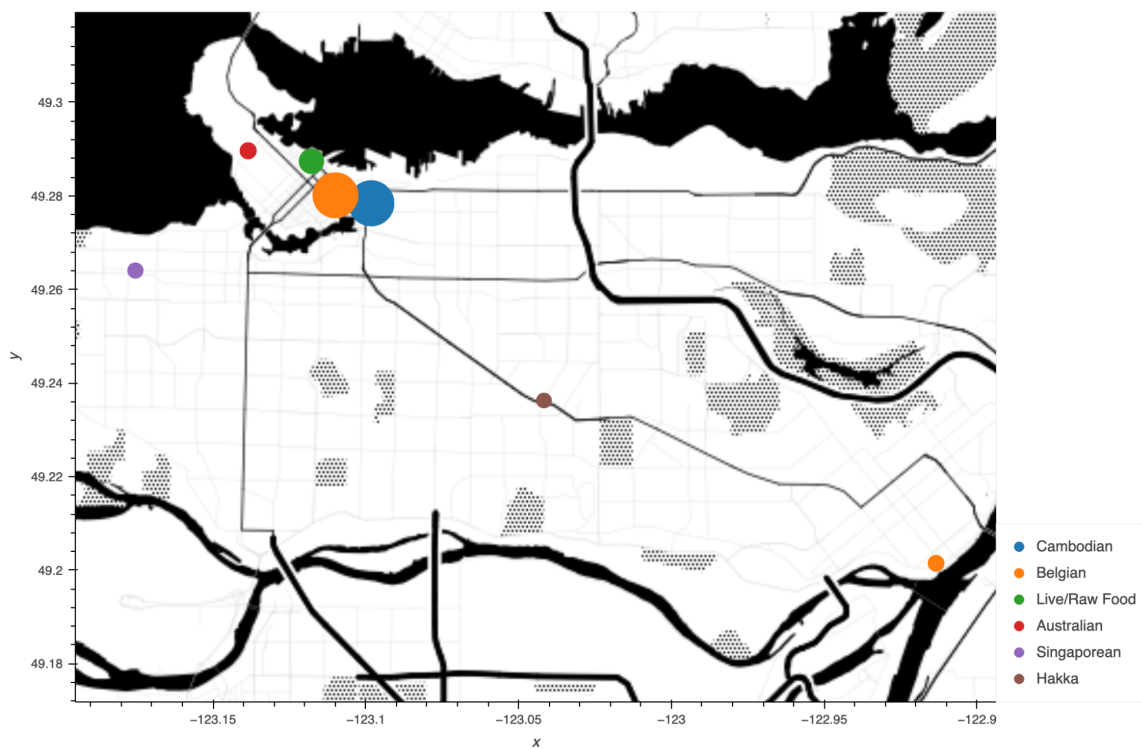 49.3
49.28
49.26
49.24
49.22
49.2
49.18
y
−123.15
−123.1
−123.05
−123
−122.95
−122.9
x
Cambodian
Belgian
Live/Raw Food
Australian
Singaporean
Hakka